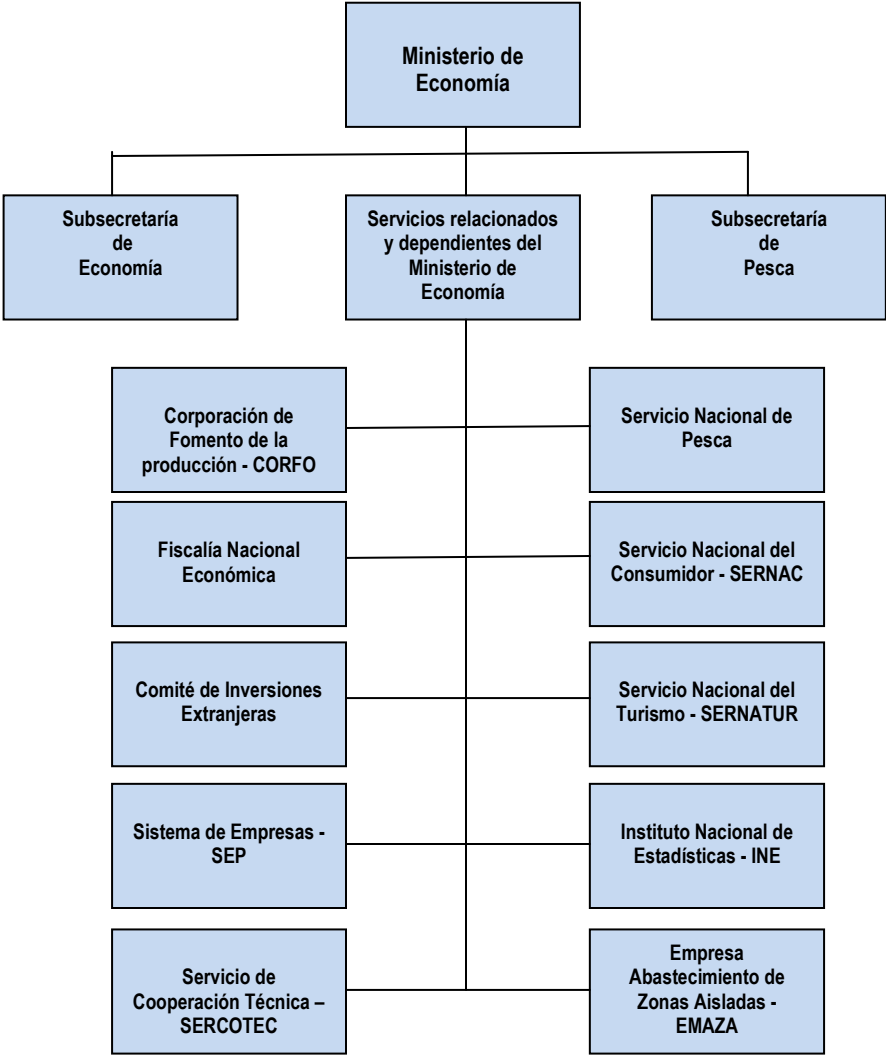 Ministerio de
Economía
Subsecretaría
de
Economía
Servicios relacionados
y dependientes del
Ministerio de
Economía
Subsecretaría
de
Pesca
Corporación de
Fomento de la
producción - CORFO
Servicio Nacional de
Pesca
Fiscalía Nacional
Económica
Servicio Nacional del
Consumidor - SERNAC
Comité de Inversiones
Extranjeras
Servicio Nacional del
Turismo - SERNATUR
Sistema de Empresas -
SEP
Instituto Nacional de
Estadísticas - INE
Servicio de
Cooperación Técnica –
SERCOTEC
Empresa
Abastecimiento de
Zonas Aisladas -
EMAZA